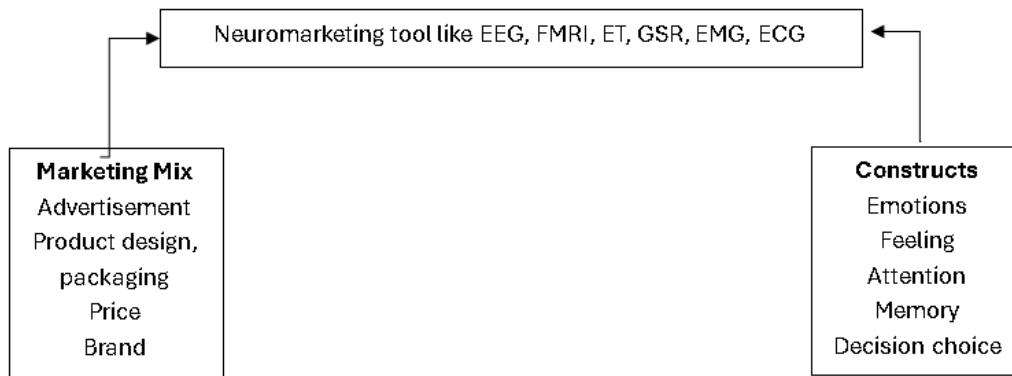 Neuromarketing tool like EEG, FMRI, ET, GSR, EMG, ECG
Marketing Mix
Advertisement
Product design,
packaging
Price
Brand
Constructs
Emotions
Feeling
Attention
Memory
Decision choice